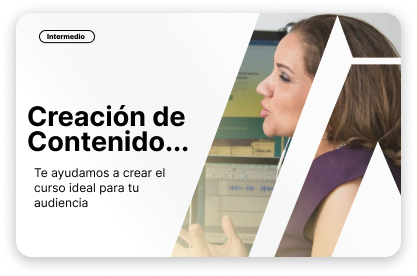 Intermedio
Creación de
Contenido...
Te ayudamos a crear el
curso ideal para tu
audiencia